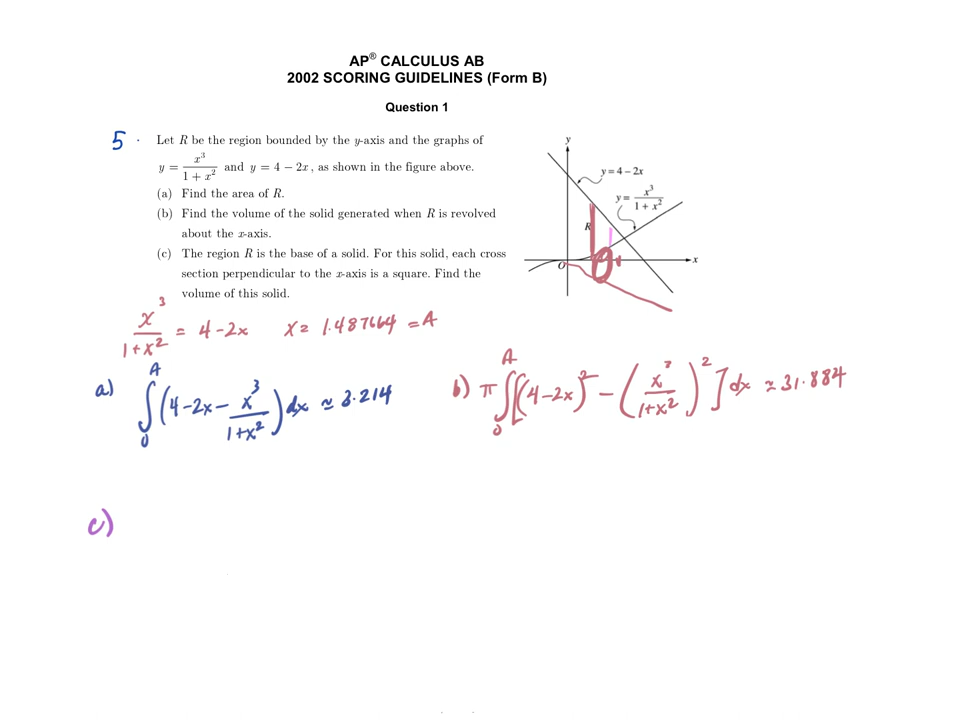 AP® CALCULUS AB
2002 SCORING GUIDELINES (Form B)
Question 1
5 . Let R be the region bounded by the y-axis and the graphs of
y = x³/(1 + x²) and y = 4 − 2x, as shown in the figure above.
(a) Find the area of R.
(b) Find the volume of the solid generated when R is revolved
about the x-axis.
(c) The region R is the base of a solid. For this solid, each cross
section perpendicular to the x-axis is a square. Find the
volume of this solid.
y
y = 4 − 2x
y = x³/(1 + x²)
R
O
x
x³/(1+x²) = 4-2x x = 1.487664 = A
a) ∫₀ᴬ (4-2x - x³/(1+x²)) dx ≈ 3.214
b) π ∫₀ᴬ [(4-2x)² - (x³/(1+x²))²] dx ≈ 31.884
c)